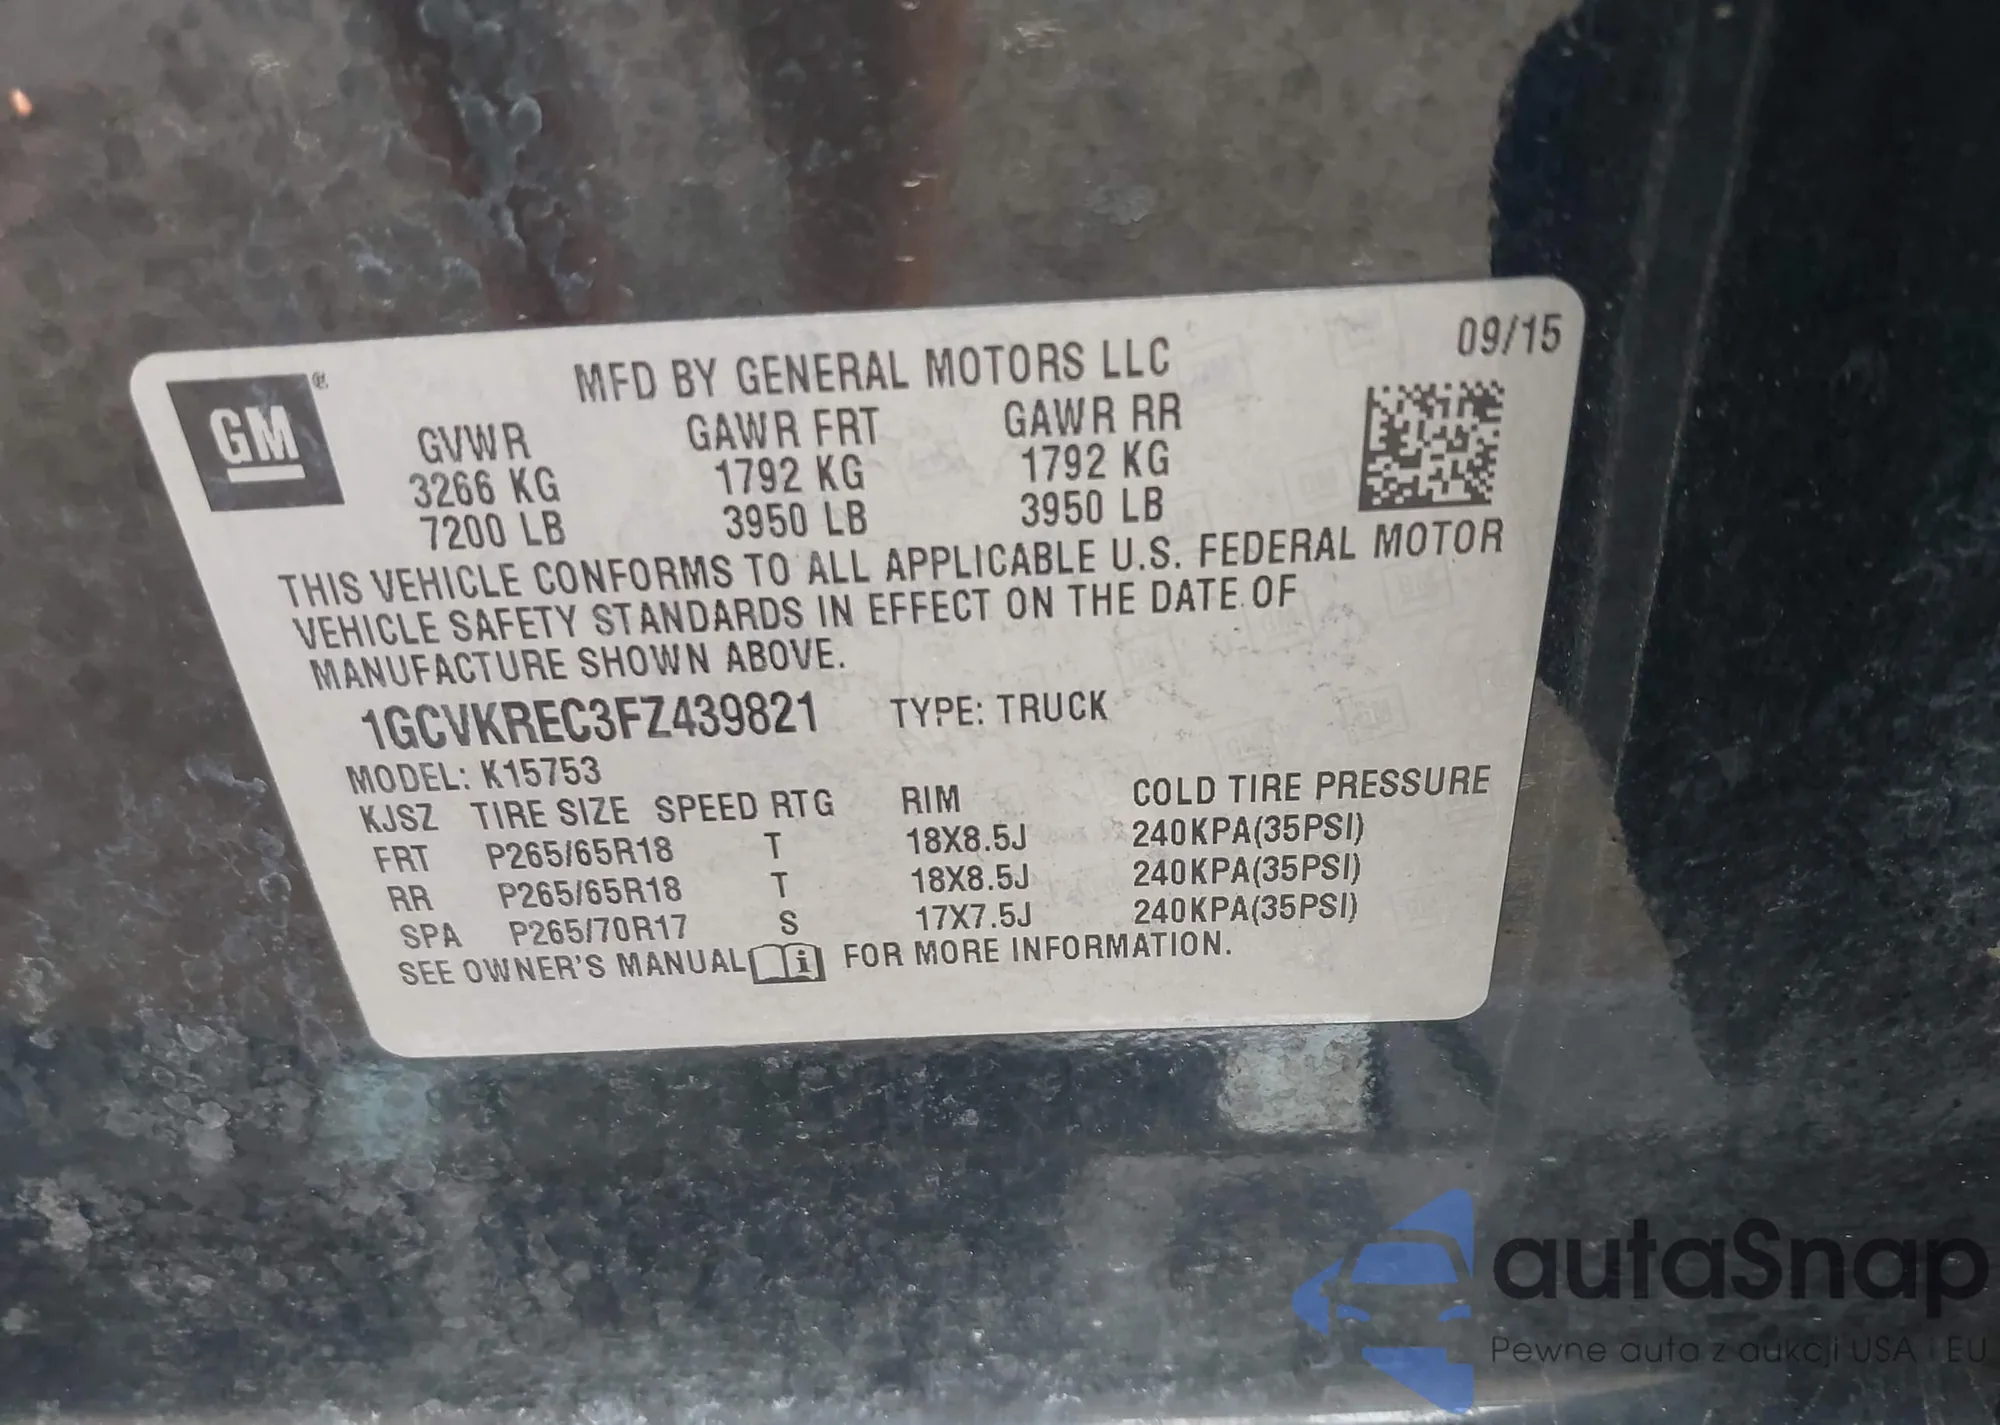 09/15
GM®
MFD BY GENERAL MOTORS LLC
GVWR GAWR FRT GAWR RR
3266 KG 1792 KG 1792 KG
7200 LB 3950 LB 3950 LB
THIS VEHICLE CONFORMS TO ALL APPLICABLE U.S. FEDERAL MOTOR
VEHICLE SAFETY STANDARDS IN EFFECT ON THE DATE OF
MANUFACTURE SHOWN ABOVE.
1GCVKREC3FZ439821 TYPE: TRUCK
MODEL: K15753
KJSZ TIRE SIZE SPEED RTG RIM COLD TIRE PRESSURE
FRT P265/65R18 T 18X8.5J 240KPA(35PSI)
RR P265/65R18 T 18X8.5J 240KPA(35PSI)
SPA P265/70R17 S 17X7.5J 240KPA(35PSI)
SEE OWNER'S MANUAL i FOR MORE INFORMATION.
autaSnap
Pewne auta z aukcji USA i EU